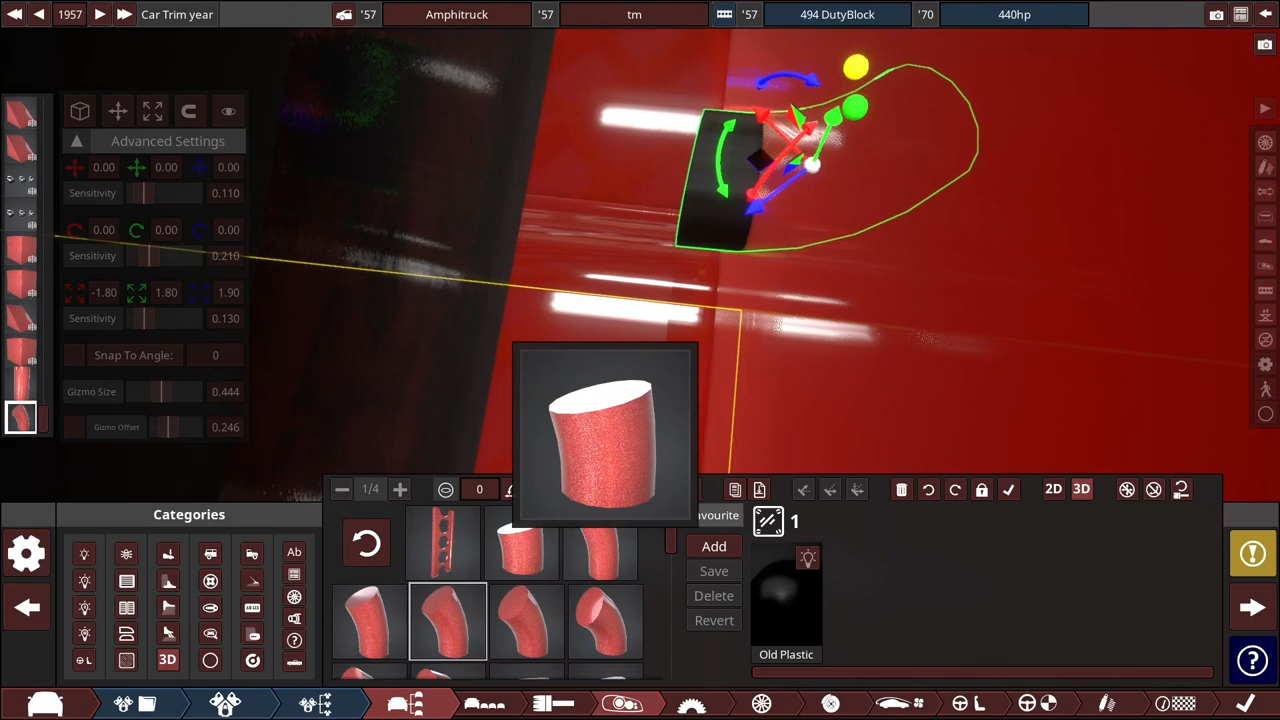 1957 Car Trim year '57 Amphitruck '57 tm '57 494 DutyBlock '70 440hp
Advanced Settings
0.00 0.00 0.00
Sensitivity 0.110
0.00 0.00 0.00
Sensitivity 0.210
-1.80 1.80 1.90
Sensitivity 0.130
Snap To Angle: 0
Gizmo Size 0.444
Gizmo Offset 0.246
1/4 0 2D 3D
Categories
avourite
1
Add
Save
Delete
Revert
Ab
AB 111
L
3D
Old Plastic